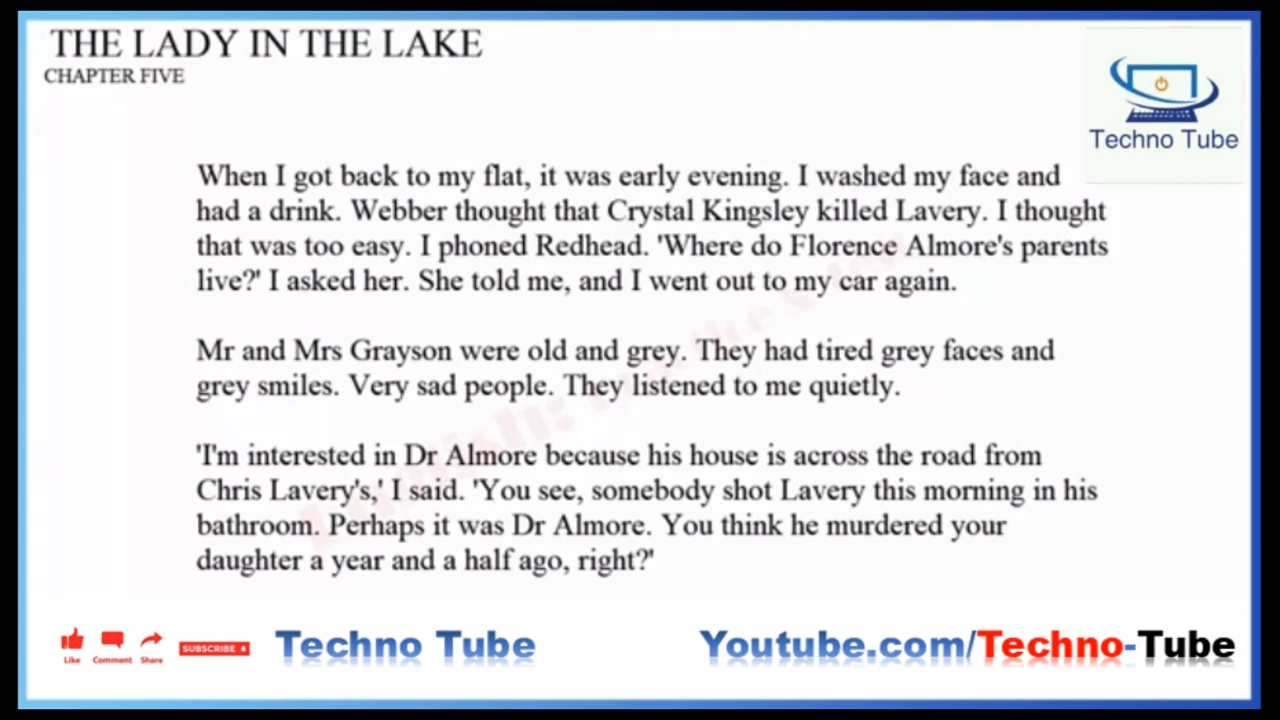 THE LADY IN THE LAKE
CHAPTER FIVE
Techno Tube
When I got back to my flat, it was early evening. I washed my face and
had a drink. Webber thought that Crystal Kingsley killed Lavery. I thought
that was too easy. I phoned Redhead. 'Where do Florence Almore's parents
live?' I asked her. She told me, and I went out to my car again.
Mr and Mrs Grayson were old and grey. They had tired grey faces and
grey smiles. Very sad people. They listened to me quietly.
'I'm interested in Dr Almore because his house is across the road from
Chris Lavery's,' I said. 'You see, somebody shot Lavery this morning in his
bathroom. Perhaps it was Dr Almore. You think he murdered your
daughter a year and a half ago, right?'
Like Comment Share SUBSCRIBE Techno Tube Youtube.com/Techno-Tube